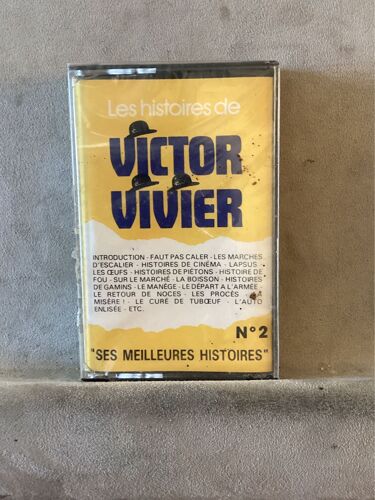 Les histoires de
VICTOR
VIVIER
INTRODUCTION - FAUT PAS CALER - LES MARCHES
D'ESCALIER - HISTOIRES DE CINÉMA - LAPSUS
LES ŒUFS - HISTOIRES DE PIÉTONS - HISTOIRE DE
FOU - SUR LE MARCHÉ - LA BOISSON - HISTOIRES
DE GAMINS - LE MANÈGE - LE DÉPART A L'ARMÉE
LE RETOUR DE NOCES - LES PROCÈS -
MISÈRE ! - LE CURÉ DE TUBŒUF - L'AUTO
ENLISÉE - ETC.
N° 2
"SES MEILLEURES HISTOIRES"